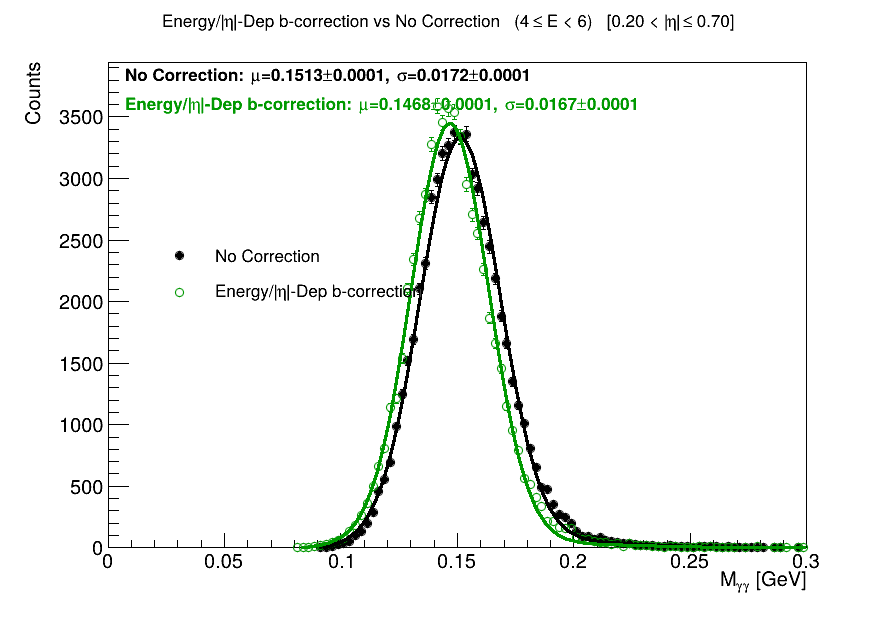 Energy/|η|-Dep b-correction vs No Correction (4 ≤ E < 6) [0.20 < |η| ≤ 0.70]
Counts
No Correction: μ=0.1513±0.0001, σ=0.0172±0.0001
Energy/|η|-Dep b-correction: μ=0.1468±0.0001, σ=0.0167±0.0001
3500
3000
2500
2000
1500
1000
500
0
No Correction
Energy/|η|-Dep b-correction
0 0.05 0.1 0.15 0.2 0.25 0.3
Mγγ [GeV]